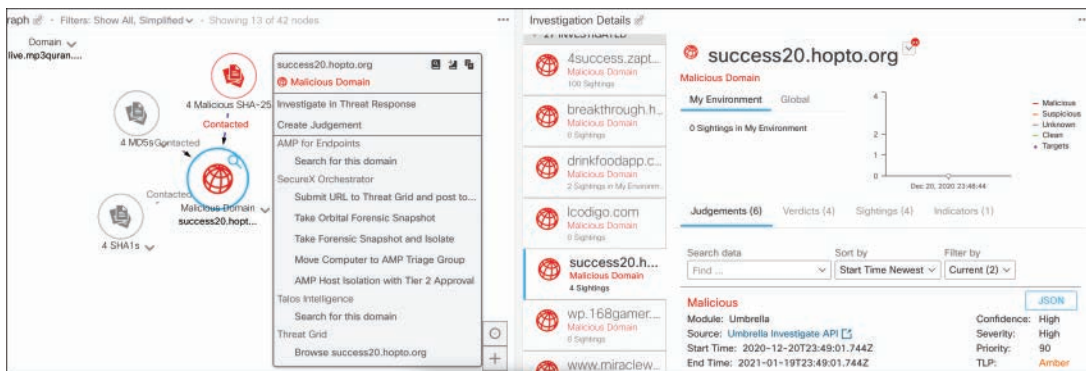 raph · Filters: Show All, Simplified · Showing 13 of 42 nodes ···
Domain
live.mp3quran....
4 Malicious SHA-25
Contacted
4 MD5s Contacted
Contacted
Malicious Domain
success20.hopt...
4 SHA1s
success20.hopto.org
Malicious Domain
Investigate in Threat Response
Create Judgement
AMP for Endpoints
Search for this domain
SecureX Orchestrator
Submit URL to Threat Grid and post to...
Take Orbital Forensic Snapshot
Take Forensic Snapshot and Isolate
Move Computer to AMP Triage Group
AMP Host Isolation with Tier 2 Approval
Talos Intelligence
Search for this domain
Threat Grid
Browse success20.hopto.org
Investigation Details
27 INVESTIGATED
4success.zapt...
Malicious Domain
100 Sightings
breakthrough.h...
Malicious Domain
0 Sightings
drinkfoodapp.c...
Malicious Domain
2 Sightings in My Environm
lcodigo.com
Malicious Domain
0 Sightings
success20.h...
Malicious Domain
4 Sightings
wp.168gamer....
Malicious Domain
0 Sightings
www.miraclew...
success20.hopto.org
Malicious Domain
My Environment Global
0 Sightings in My Environment
4
2
1
0
Dec 20, 2020 23:46:44
Malicious
Suspicious
Unknown
Clean
Targets
Judgements (6) Verdicts (4) Sightings (4) Indicators (1)
Search data Sort by Filter by
Find ... Start Time Newest Current (2)
Malicious JSON
Module: Umbrella Confidence: High
Source: Umbrella Investigate API Severity: High
Start Time: 2020-12-20T23:49:01.744Z Priority: 90
End Time: 2021-01-19T23:49:01.744Z TLP: Amber